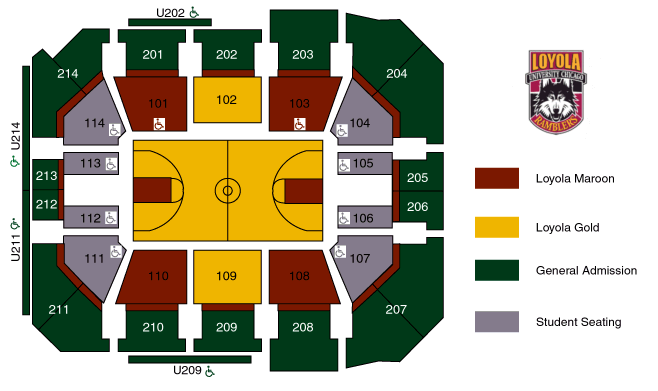 U202
201
202
203
204
214
101
102
103
104
114
U214
113
105
213
205
212
206
112
106
U211
111
107
110
109
108
211
207
210
209
208
U209
LOYOLA
UNIVERSITY CHICAGO
RAMBLERS
Loyola Maroon
Loyola Gold
General Admission
Student Seating